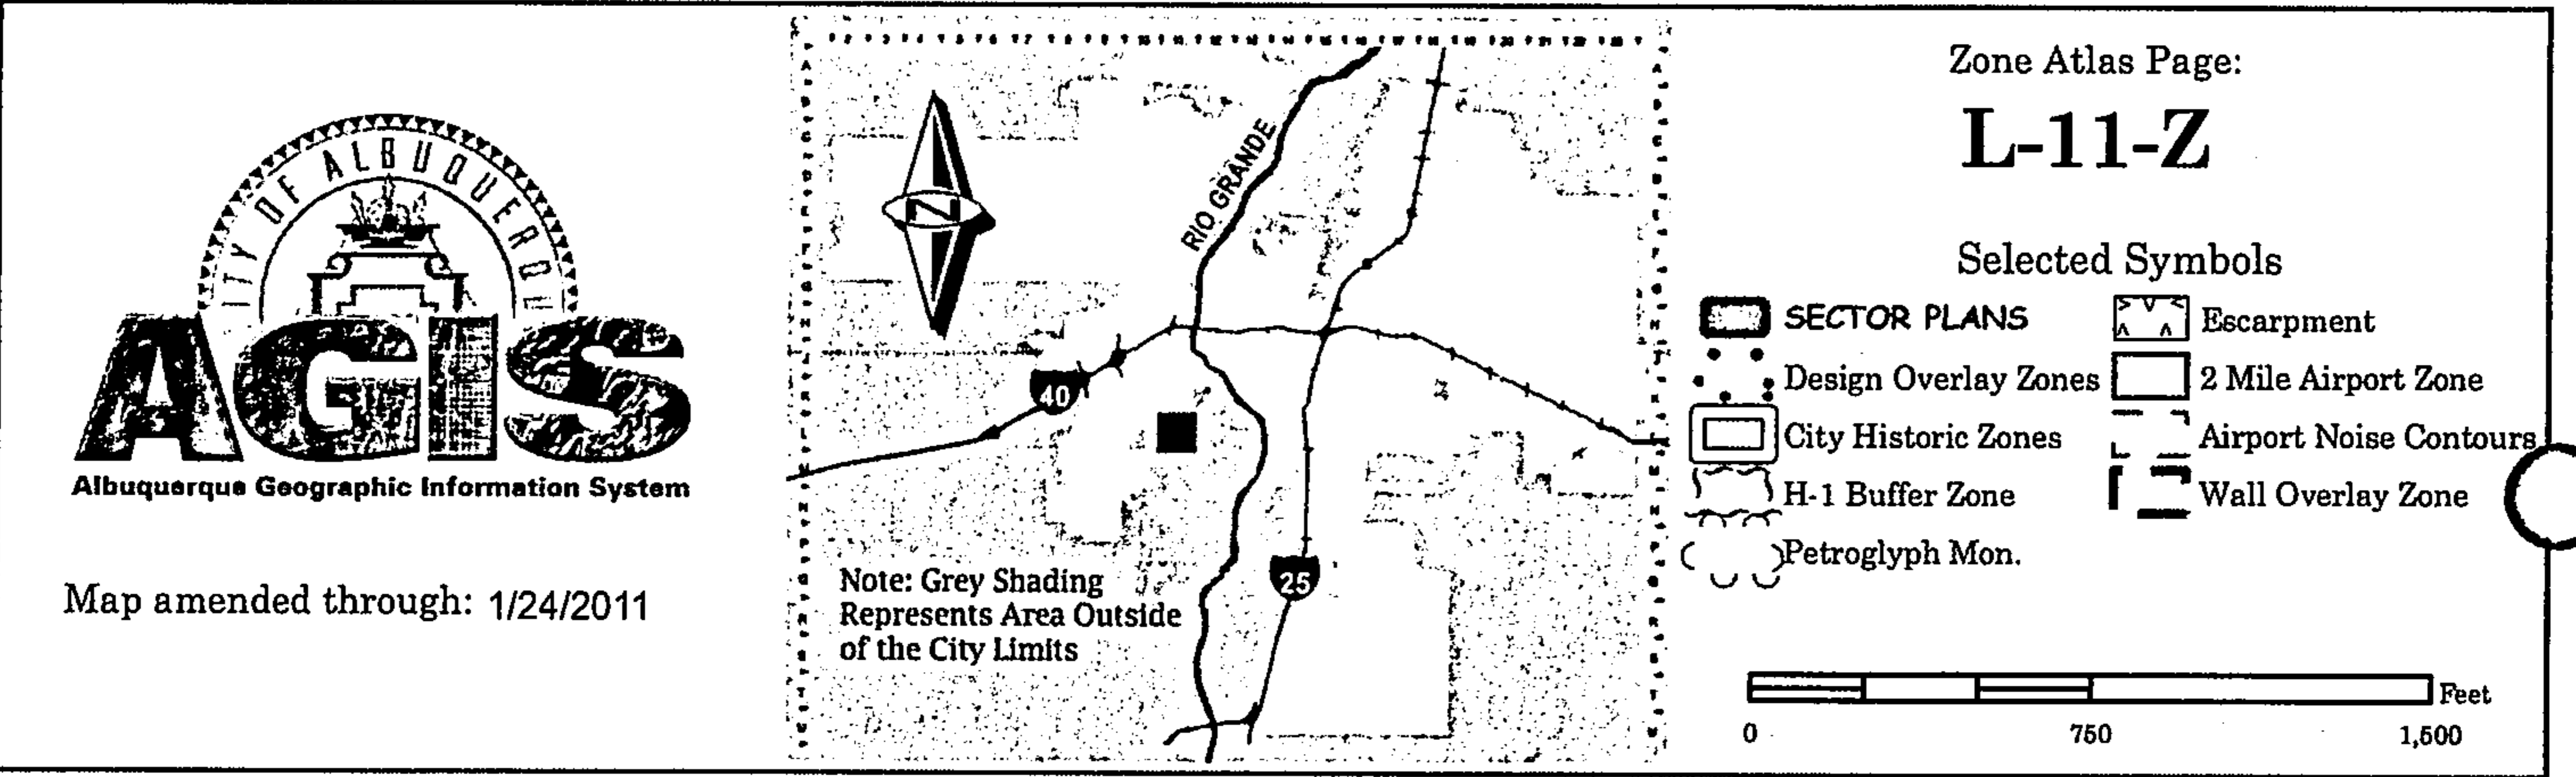 CITY OF ALBUQUERQUE
AGIS
Albuquerque Geographic Information System
Map amended through: 1/24/2011
RIO GRANDE
N
40
25
Note: Grey Shading
Represents Area Outside
of the City Limits
Zone Atlas Page:
L-11-Z
Selected Symbols
SECTOR PLANS
Escarpment
Design Overlay Zones
2 Mile Airport Zone
City Historic Zones
Airport Noise Contours
H-1 Buffer Zone
Wall Overlay Zone
Petroglyph Mon.
Feet
0 750 1,500